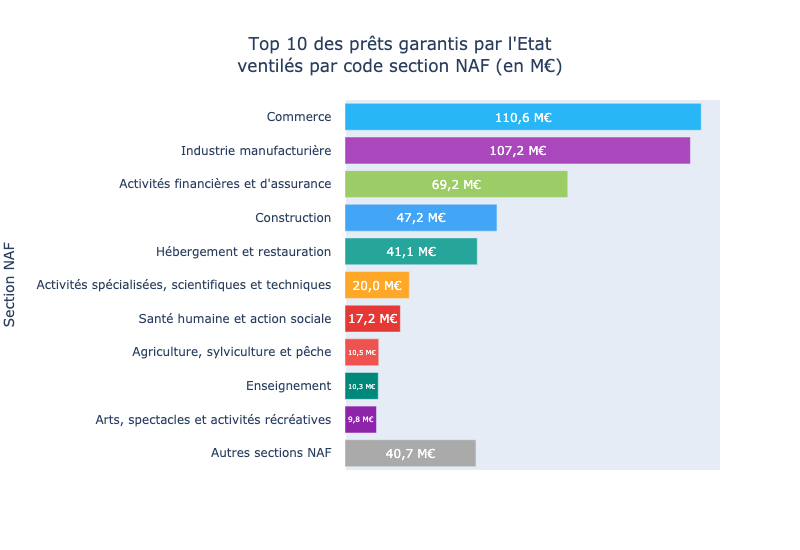 Top 10 des prêts garantis par l'Etat
ventilés par code section NAF (en M€)
Section NAF
Commerce 110,6 M€
Industrie manufacturière 107,2 M€
Activités financières et d'assurance 69,2 M€
Construction 47,2 M€
Hébergement et restauration 41,1 M€
Activités spécialisées, scientifiques et techniques 20,0 M€
Santé humaine et action sociale 17,2 M€
Agriculture, sylviculture et pêche 10,5 M€
Enseignement 10,3 M€
Arts, spectacles et activités récréatives 9,8 M€
Autres sections NAF 40,7 M€